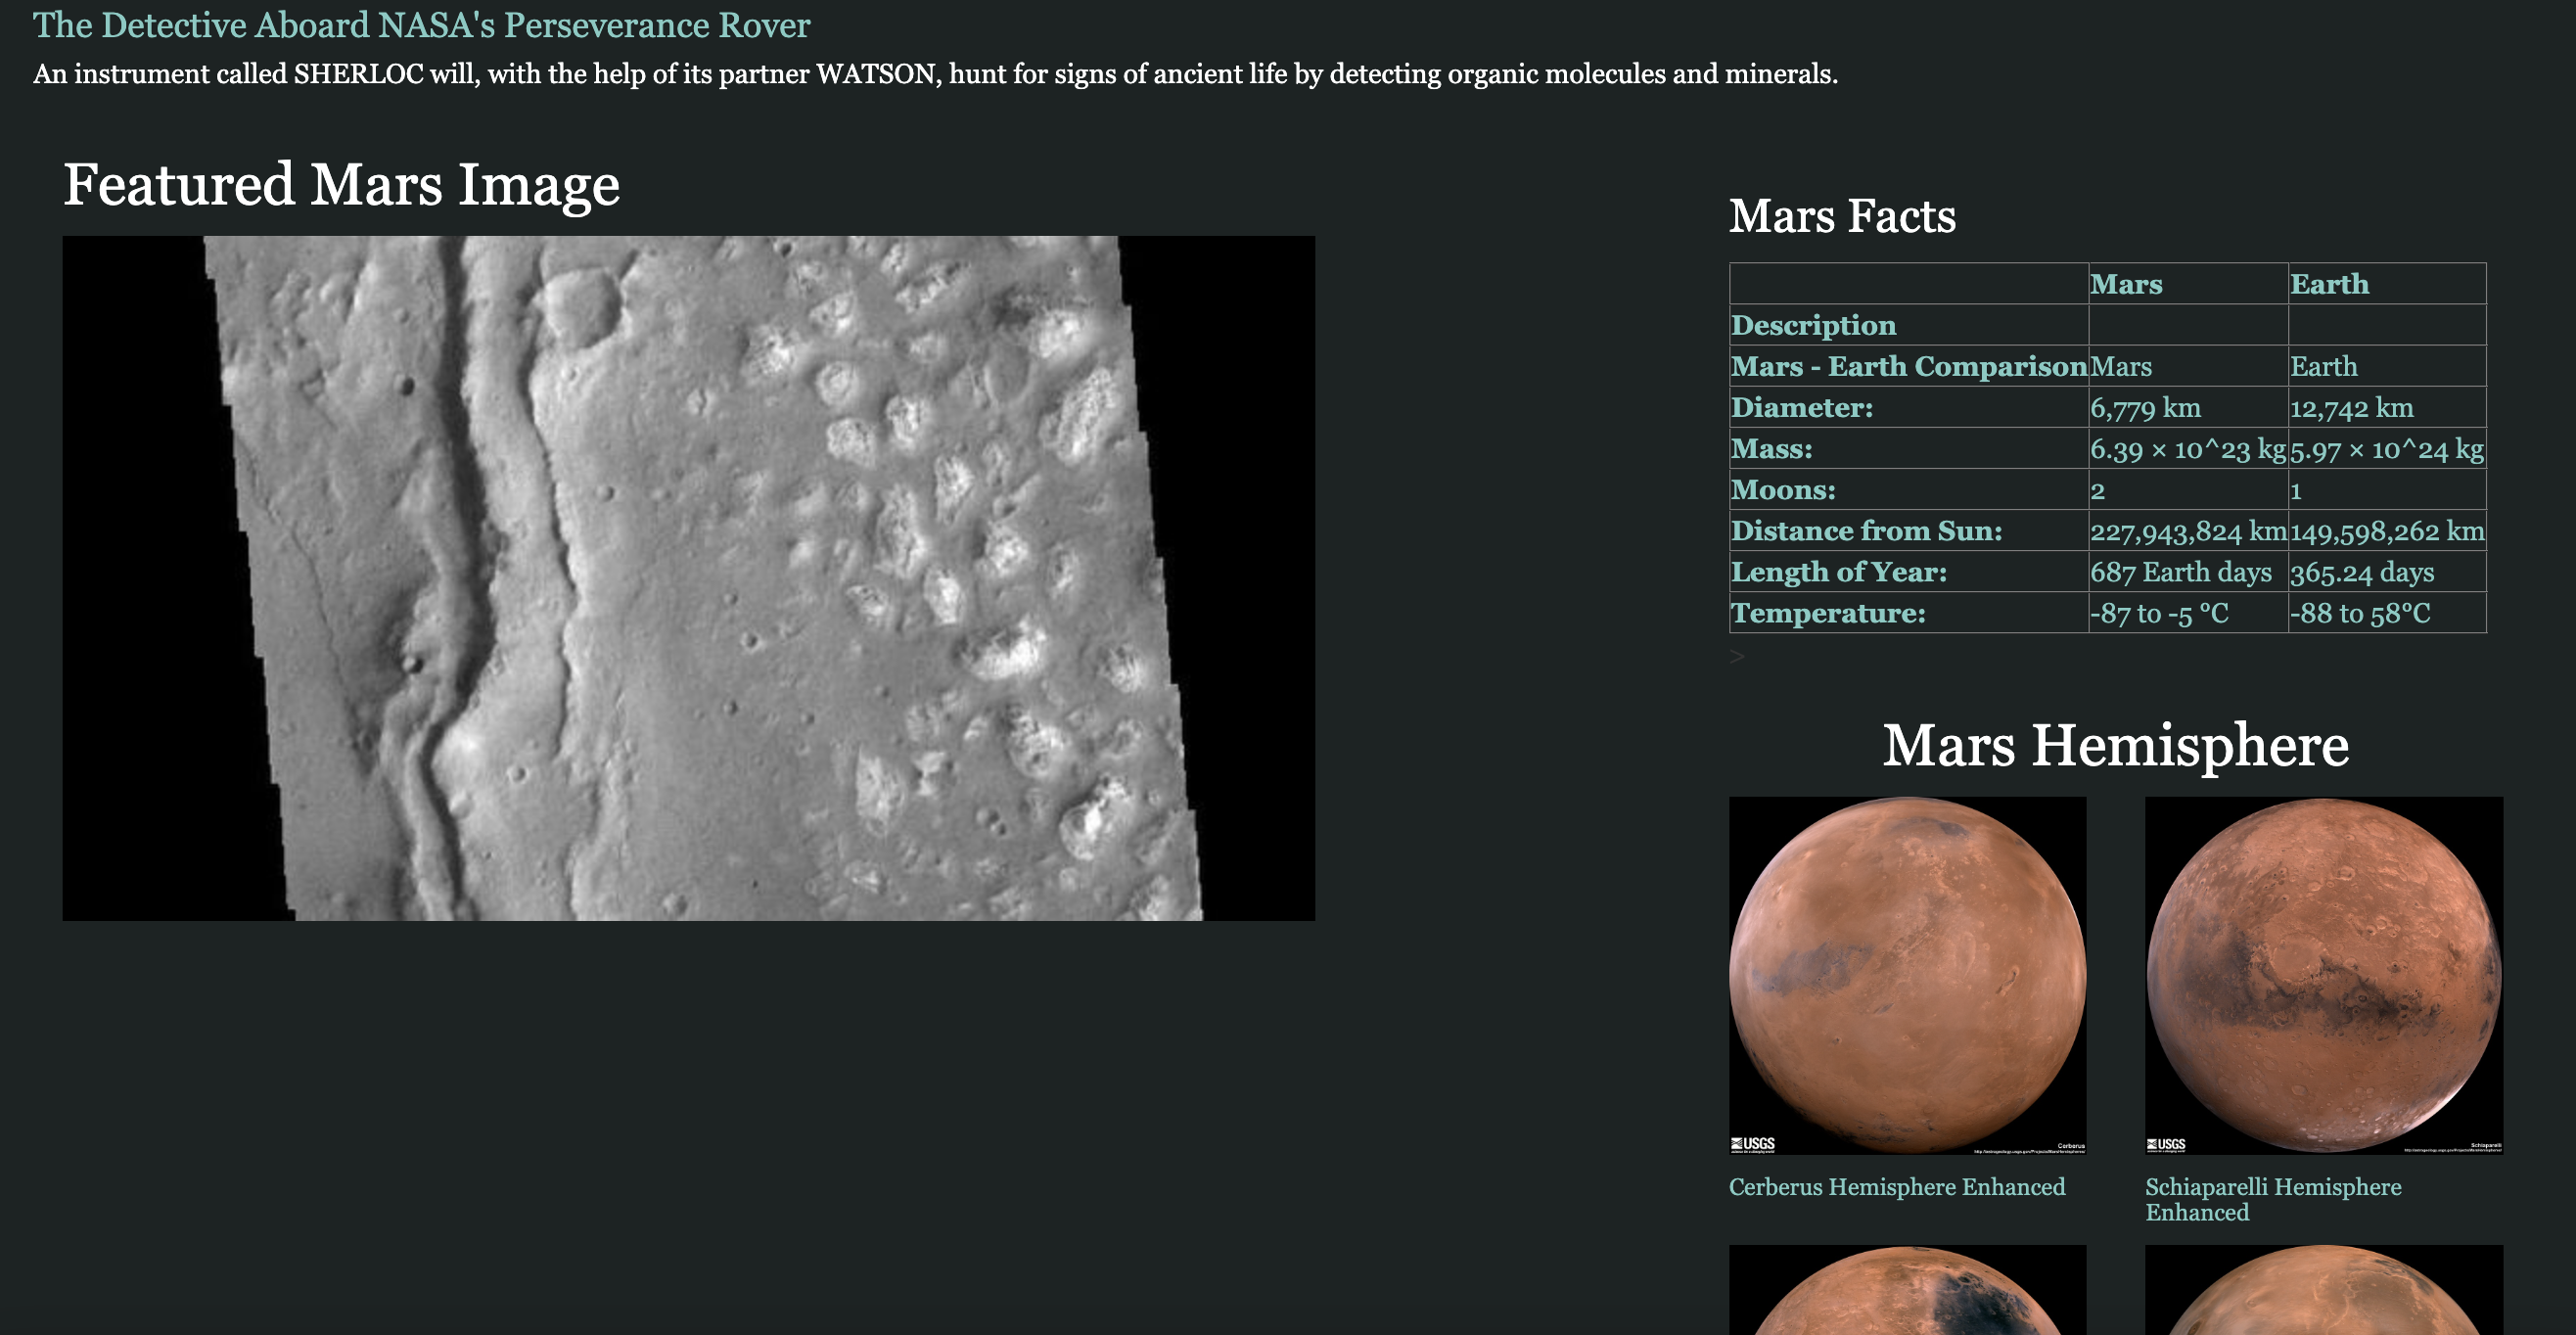 The Detective Aboard NASA's Perseverance Rover
An instrument called SHERLOC will, with the help of its partner WATSON, hunt for signs of ancient life by detecting organic molecules and minerals.
Featured Mars Image
Mars Facts
Mars Earth
Description
Mars - Earth Comparison Mars Earth
Diameter: 6,779 km 12,742 km
Mass: 6.39 × 10^23 kg 5.97 × 10^24 kg
Moons: 2 1
Distance from Sun: 227,943,824 km 149,598,262 km
Length of Year: 687 Earth days 365.24 days
Temperature: -87 to -5 °C -88 to 58°C
>
Mars Hemisphere
USGS
Cerberus
USGS
Schiaparelli
Cerberus Hemisphere Enhanced
Schiaparelli Hemisphere
Enhanced